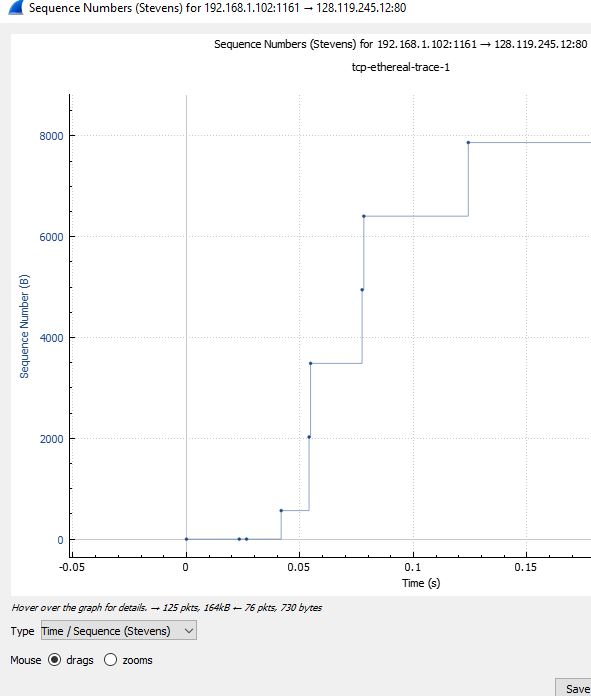 Sequence Numbers (Stevens) for 192.168.1.102:1161 → 128.119.245.12:80
Sequence Numbers (Stevens) for 192.168.1.102:1161 → 128.119.245.12:80
tcp-ethereal-trace-1
8000
6000
4000
2000
0
Sequence Number (B)
-0.05 0 0.05 0.1 0.15
Time (s)
Hover over the graph for details. → 125 pkts, 164kB ← 76 pkts, 730 bytes
Type Time / Sequence (Stevens)
Mouse drags zooms
Save